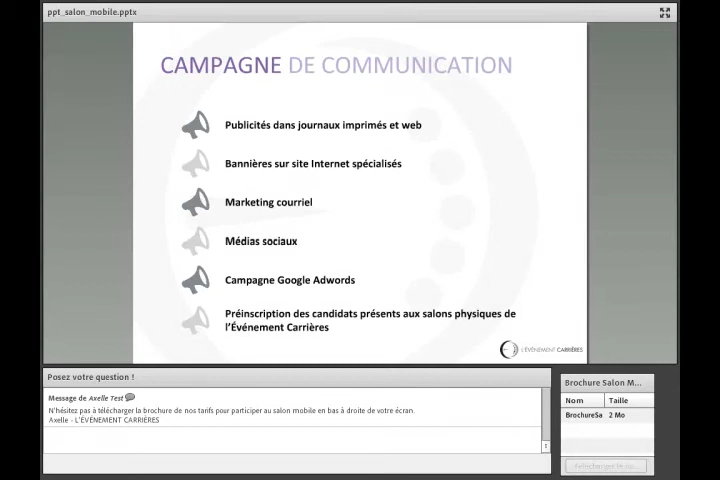 ppt_salon_mobile.pptx
CAMPAGNE DE COMMUNICATION
Publicités dans journaux imprimés et web
Bannières sur site Internet spécialisés
Marketing courriel
Médias sociaux
Campagne Google Adwords
Préinscription des candidats présents aux salons physiques de
l'Événement Carrières
L'ÉVÉNEMENT CARRIÈRES
Posez votre question !
Message de Axelle Test
N'hésitez pas à télécharger la brochure de nos tarifs pour participer au salon mobile en bas à droite de votre écran.
Axelle - L'ÉVÉNEMENT CARRIÈRES
Brochure Salon M...
Nom Taille
BrochureSa 2 Mo